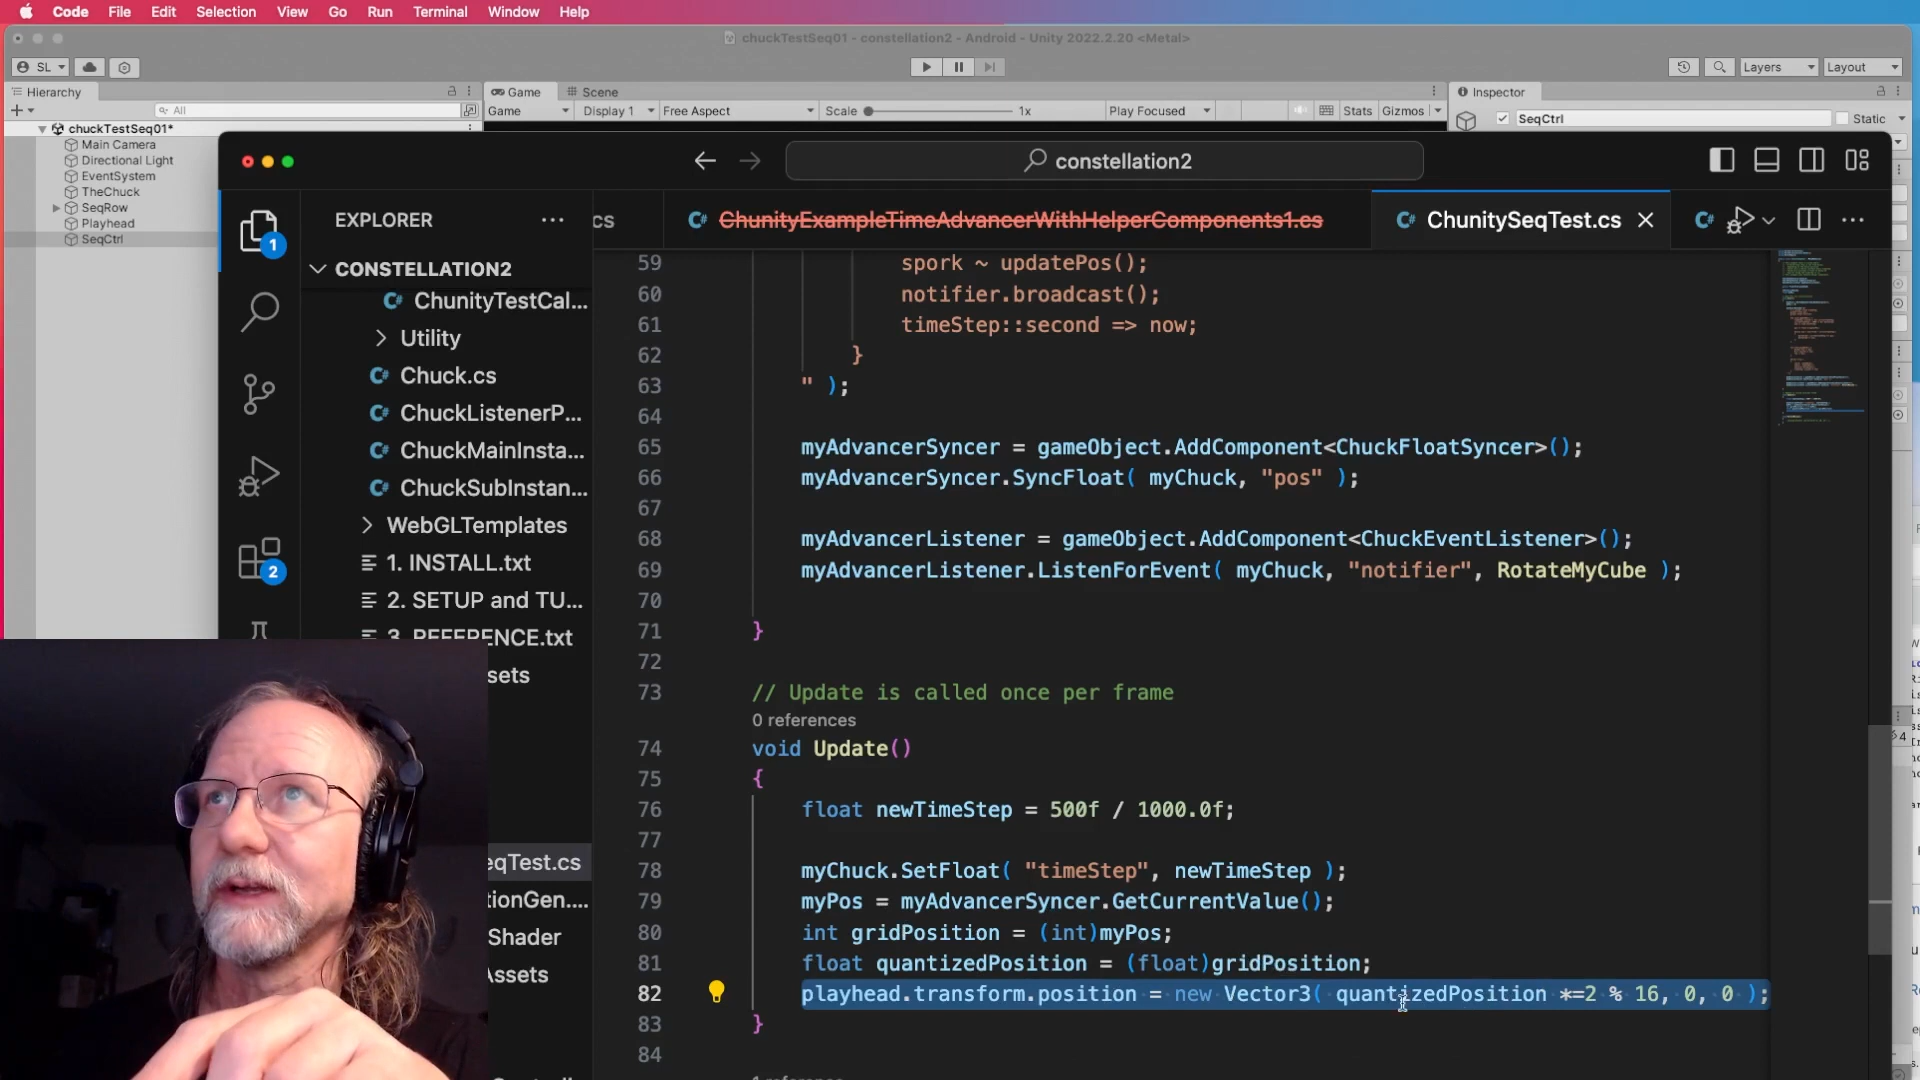 Code File Edit Selection View Go Run Terminal Window Help
chuckTestSeq01 - constellation2 - Android - Unity 2022.2.20 <Metal>
SL
Layers
Layout
Hierarchy
Game
Scene
Inspector
All
Game
Display 1
Free Aspect
Scale
1x
Play Focused
Stats
Gizmos
SeqCtrl
Static
chuckTestSeq01*
Main Camera
Directional Light
EventSystem
TheChuck
SeqRow
Playhead
SeqCtrl
constellation2
EXPLORER
cs
ChunityExampleTimeAdvancerWithHelperComponents1.cs
ChunitySeqTest.cs
1
2
CONSTELLATION2
ChunityTestCal...
Utility
Chuck.cs
ChuckListenerP...
ChuckMainInsta...
ChuckSubInstan...
WebGLTemplates
1. INSTALL.txt
2. SETUP and TU...
3. REFERENCE.txt
sets
eqTest.cs
tionGen....
Shader
Assets
59 spork ~ updatePos();
60 notifier.broadcast();
61 timeStep::second => now;
62 }
63 " );
64
65 myAdvancerSyncer = gameObject.AddComponent<ChuckFloatSyncer>();
66 myAdvancerSyncer.SyncFloat( myChuck, "pos" );
67
68 myAdvancerListener = gameObject.AddComponent<ChuckEventListener>();
69 myAdvancerListener.ListenForEvent( myChuck, "notifier", RotateMyCube );
70
71 }
72
73 // Update is called once per frame
0 references
74 void Update()
75 {
76 float newTimeStep = 500f / 1000.0f;
77
78 myChuck.SetFloat( "timeStep", newTimeStep );
79 myPos = myAdvancerSyncer.GetCurrentValue();
80 int gridPosition = (int)myPos;
81 float quantizedPosition = (float)gridPosition;
82 playhead.transform.position = new Vector3( quantizedPosition *=2 % 16, 0, 0 );
83 }
84